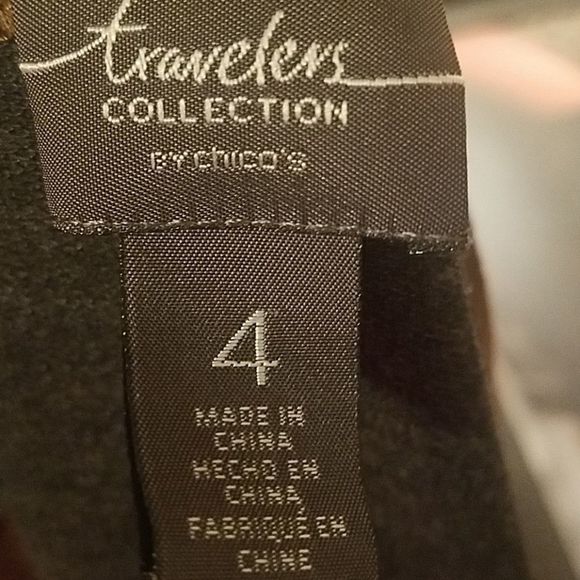 travelers
COLLECTION
BY CHICO'S
4
MADE IN
CHINA
HECHO EN
CHINA
FABRIQUÉ EN
CHINE